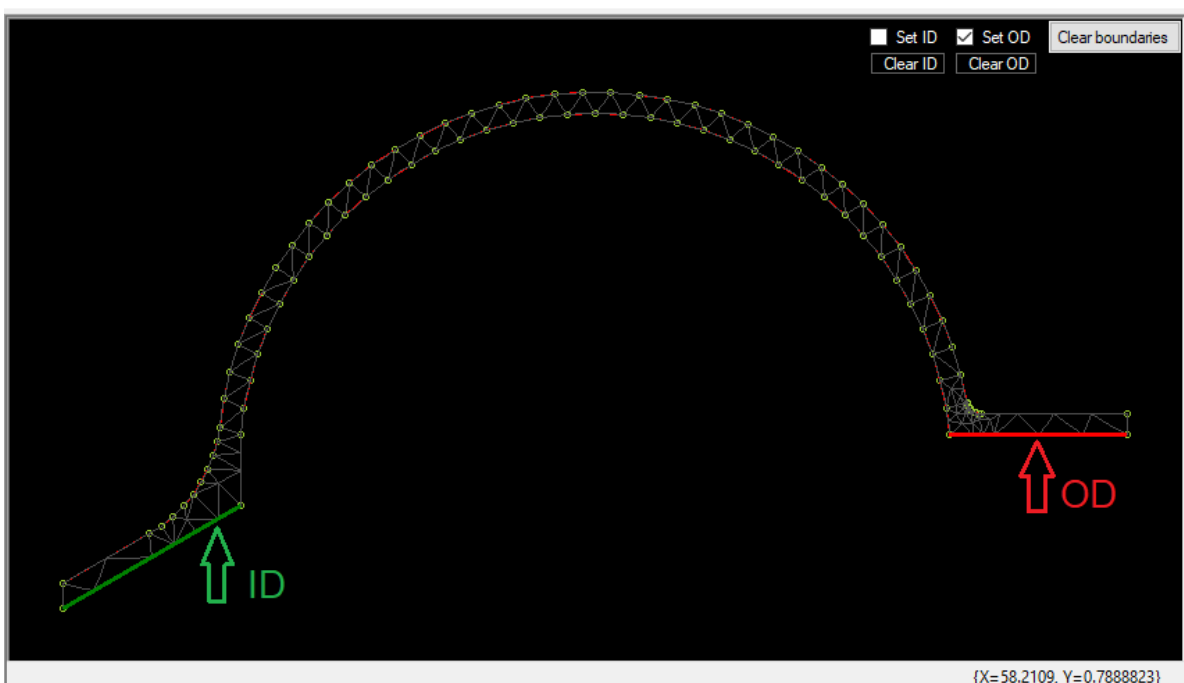 Set ID Set OD Clear boundaries
Clear ID Clear OD
OD
ID
{X=58.2109, Y=0.7888823}